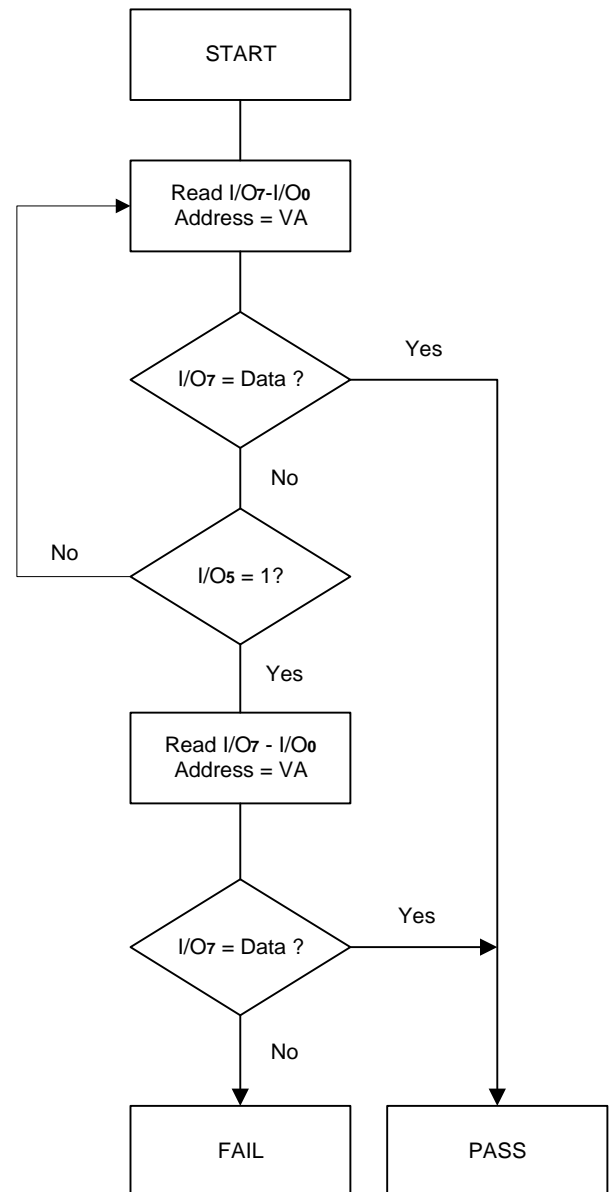 START
Read I/O7-I/O0
Address = VA
I/O7 = Data ?
Yes
No
I/O5 = 1?
No
Yes
Read I/O7 - I/O0
Address = VA
I/O7 = Data ?
Yes
No
FAIL
PASS